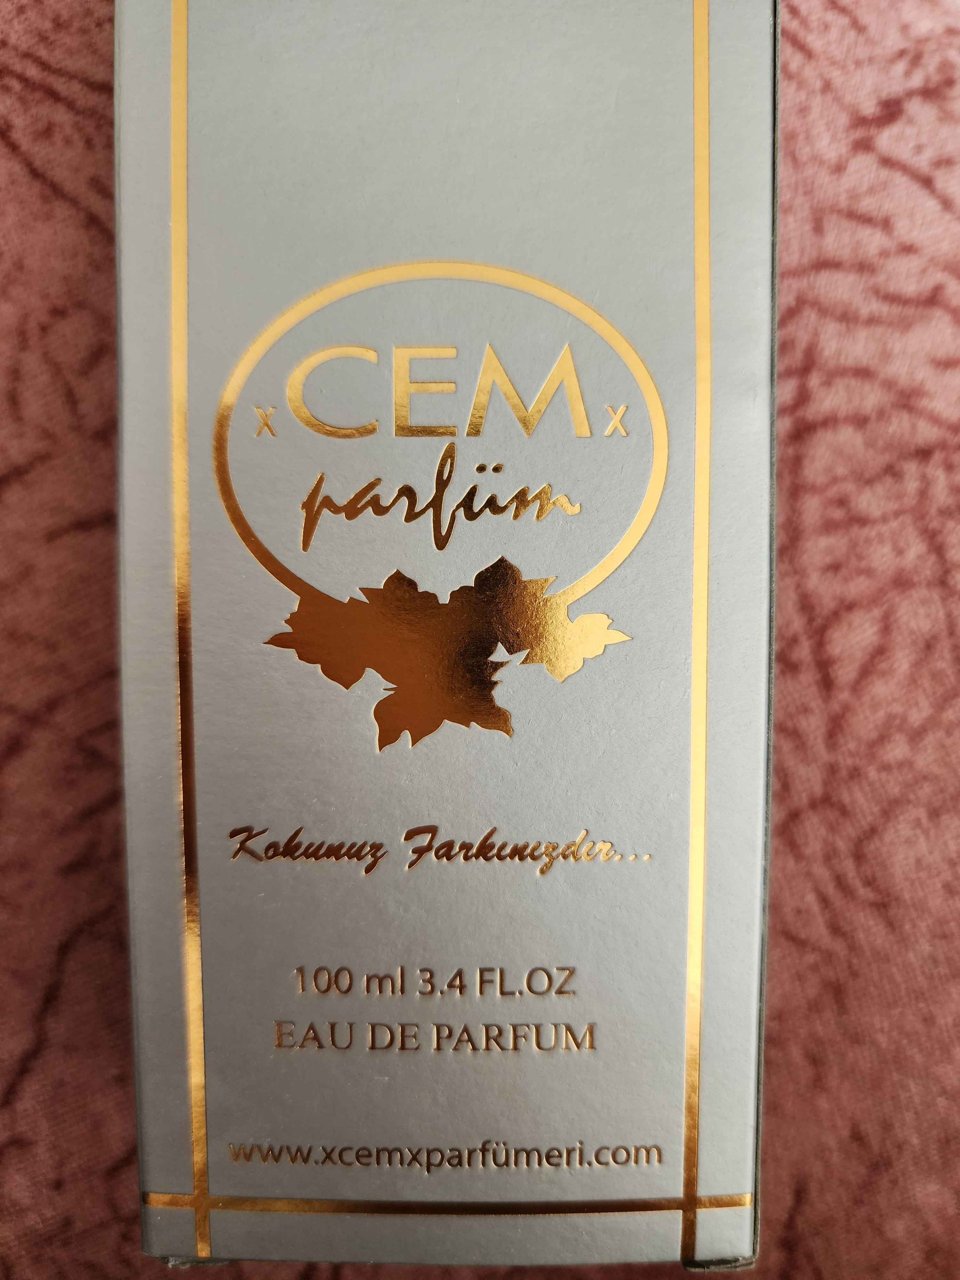 x CEM x
parfüm
Kokunuz Farkınızdır...
100 ml 3.4 FL.OZ
EAU DE PARFUM
www.xcemxparfümeri.com